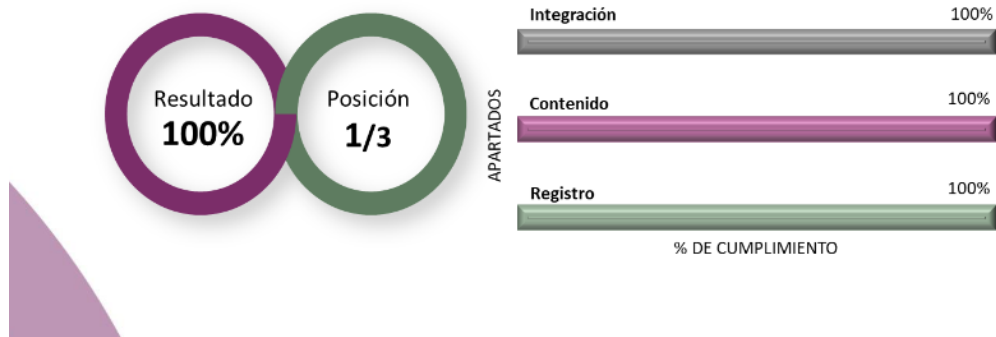 Resultado
100%
Posición
1/3
APARTADOS
Integración 100%
Contenido 100%
Registro 100%
% DE CUMPLIMIENTO